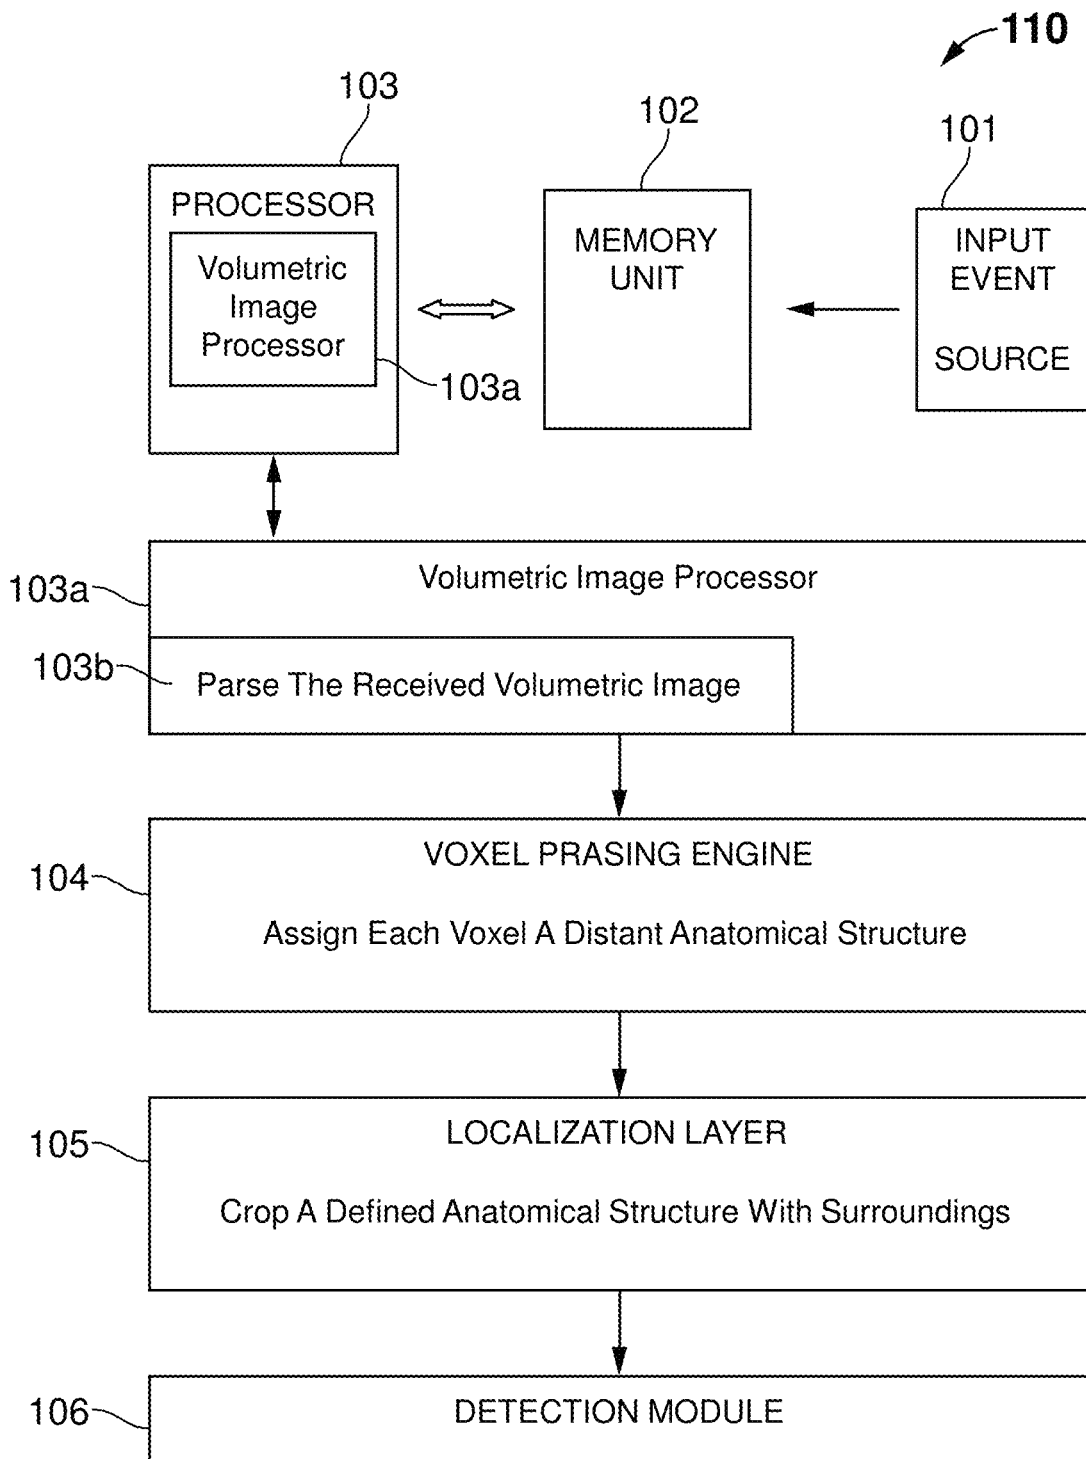 110
103
102
101
PROCESSOR
Volumetric
Image
Processor
103a
MEMORY
UNIT
INPUT
EVENT
SOURCE
103a
Volumetric Image Processor
103b
Parse The Received Volumetric Image
104
VOXEL PRASING ENGINE
Assign Each Voxel A Distant Anatomical Structure
105
LOCALIZATION LAYER
Crop A Defined Anatomical Structure With Surroundings
106
DETECTION MODULE